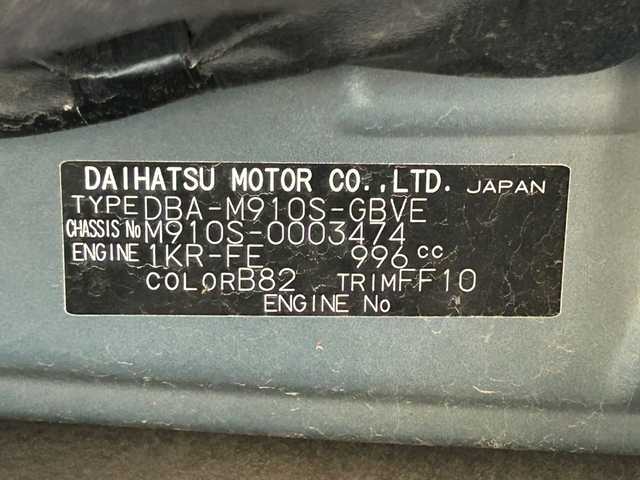 DAIHATSU MOTOR CO.,LTD. JAPAN
TYPE DBA-M910S-GBVE
CHASSIS No M910S-0003474
ENGINE 1KR-FE 996 cc
COLOR B82 TRIM FF10
ENGINE No